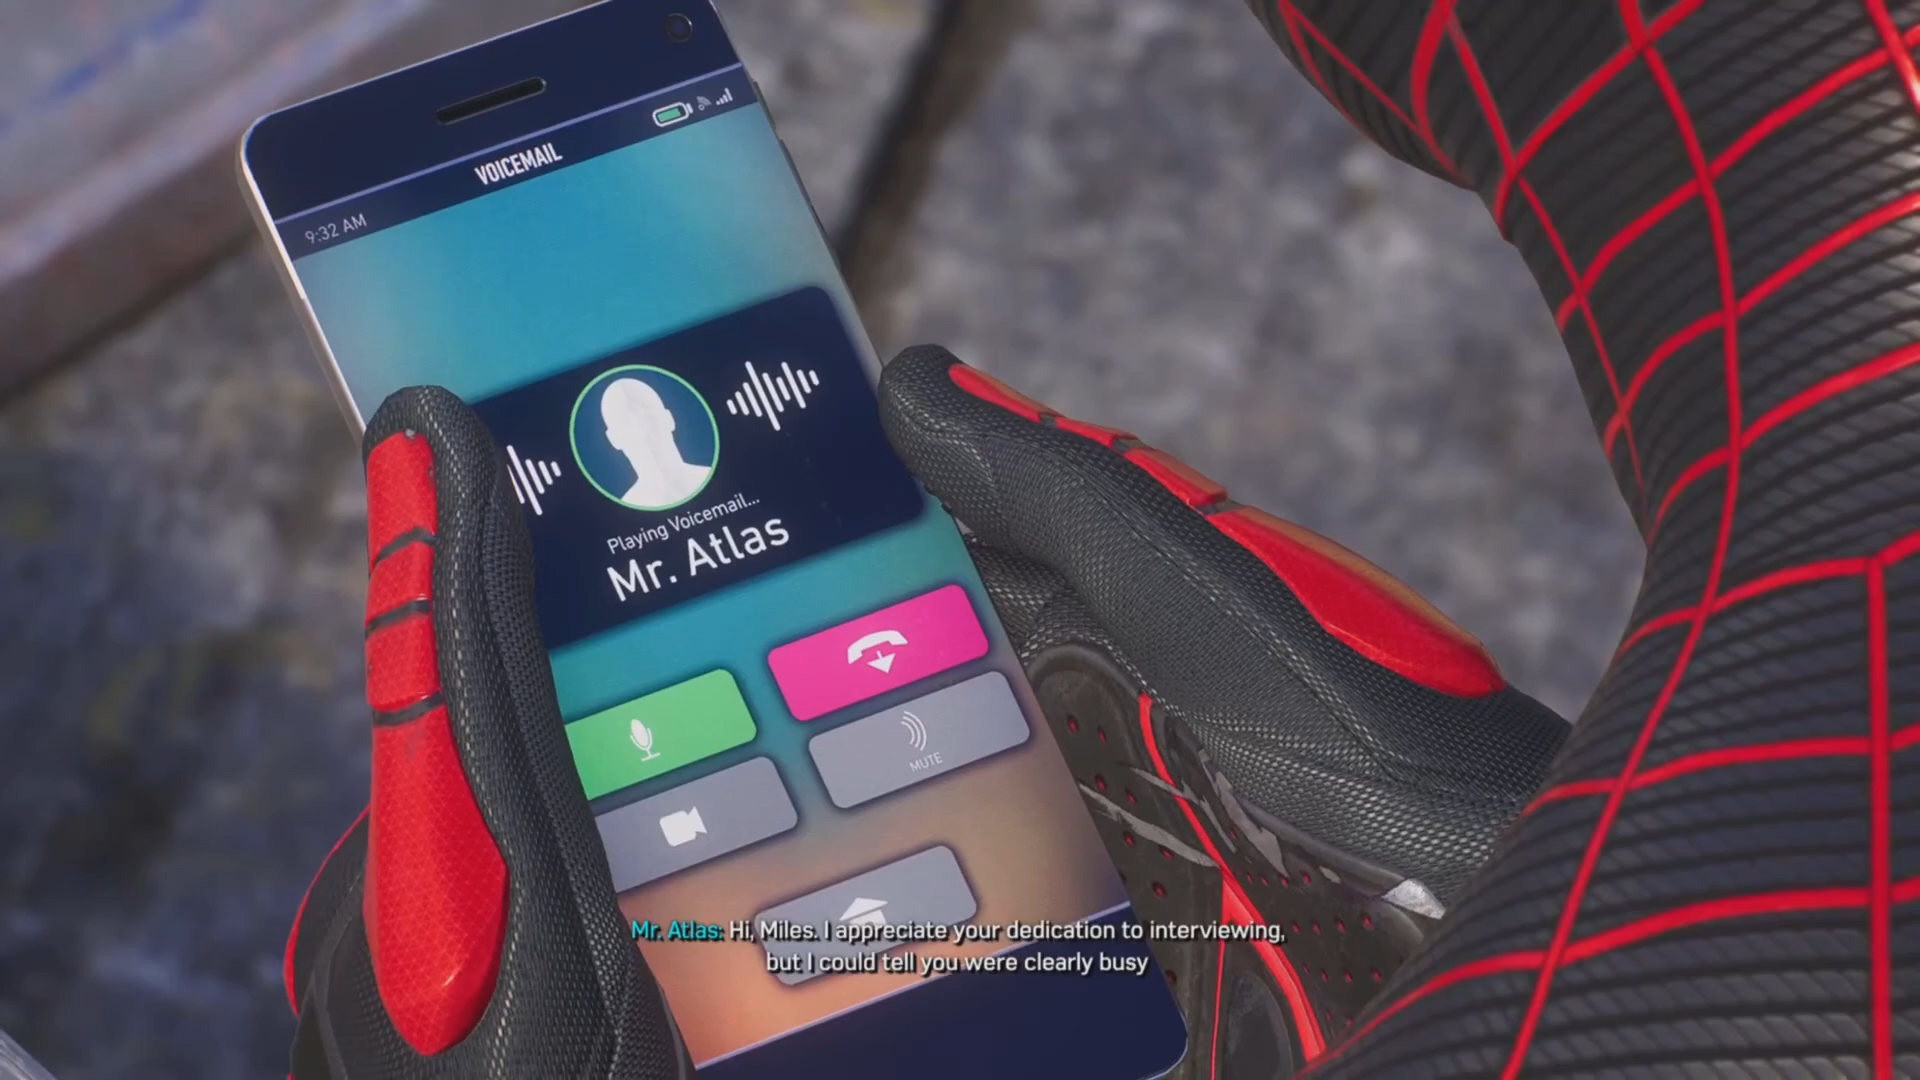 VOICEMAIL
9:32 AM
Playing Voicemail...
Mr. Atlas
MUTE
Mr. Atlas: Hi, Miles. I appreciate your dedication to interviewing,
but I could tell you were clearly busy